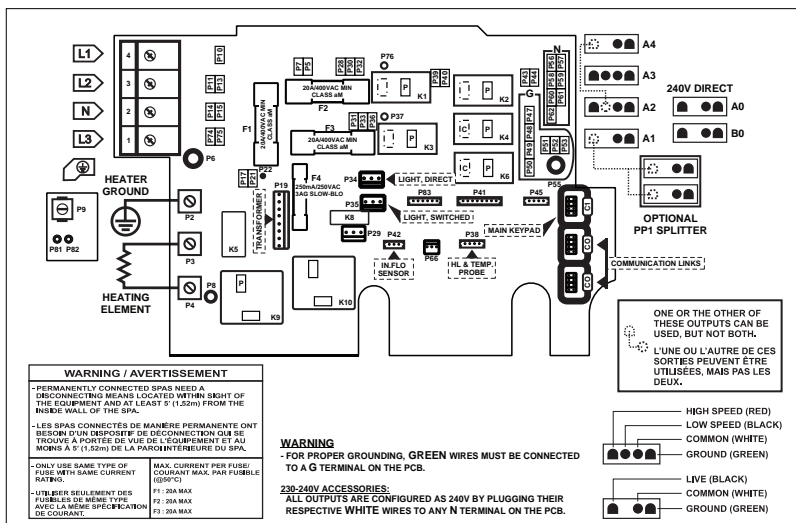 L1
L2
N
L3
4
3
2
1
P10
P11
P13
P14
P15
P74
P75
P6
P7
P5
P28
P30
P32
P76
P39
P40
20A/400VAC MIN
CLASS aM
F2
F1
20A/400VAC MIN
CLASS aM
20A/400VAC MIN
CLASS aM
F3
P31
P33
P36
P37
P
K1
P
K2
P
K3
C
K4
C
K6
P43
P44
N
P56
P57
P58
P59
P60
P61
P62
G
P47
P48
P49
P50
P51
P52
P53
P55
P22
P17
P21
P19
TRANSFORMER
F4
250mA/250VAC
3AG SLOW-BLO
P34
LIGHT, DIRECT
P35
LIGHT, SWITCHED
K8
P29
P83
P41
P45
MAIN KEYPAD
P42
IN.FLO
SENSOR
P66
P38
HL & TEMP.
PROBE
CI
CO
CO
COMMUNICATION LINKS
HEATER
GROUND
P9
P81
P82
P2
P3
P4
P8
K5
P
K9
K10
HEATING
ELEMENT
A4
A3
A2
A1
240V DIRECT
A0
B0
OPTIONAL
PP1 SPLITTER
ONE OR THE OTHER OF
THESE OUTPUTS CAN BE
USED, BUT NOT BOTH.
L'UNE OU L'AUTRE DE CES
SORTIES PEUVENT ÊTRE
UTILISÉES, MAIS PAS LES
DEUX.
WARNING / AVERTISSEMENT
- PERMANENTLY CONNECTED SPAS NEED A
DISCONNECTING MEANS LOCATED WITHIN SIGHT OF
THE EQUIPMENT AND AT LEAST 5' (1.52m) FROM THE
INSIDE WALL OF THE SPA.
- LES SPAS CONNECTÉS DE MANIÈRE PERMANENTE ONT
BESOIN D'UN DISPOSITIF DE DÉCONNECTION QUI SE
TROUVE À PORTÉE DE VUE DE L'ÉQUIPEMENT ET AU
MOINS À 5' (1,52m) DE LA PAROI INTÉRIEURE DU SPA.
- ONLY USE SAME TYPE OF
FUSE WITH SAME CURRENT
RATING.
- UTILISER SEULEMENT DES
FUSIBLES DE MÊME TYPE
AVEC LA MÊME SPÉCIFICATION
DE COURANT.
MAX. CURRENT PER FUSE/
COURANT MAX. PAR FUSIBLE
(@50°C)
F1 : 20A MAX
F2 : 20A MAX
F3 : 20A MAX
WARNING
- FOR PROPER GROUNDING, GREEN WIRES MUST BE CONNECTED
TO A G TERMINAL ON THE PCB.
230-240V ACCESSORIES:
ALL OUTPUTS ARE CONFIGURED AS 240V BY PLUGGING THEIR
RESPECTIVE WHITE WIRES TO ANY N TERMINAL ON THE PCB.
HIGH SPEED (RED)
LOW SPEED (BLACK)
COMMON (WHITE)
GROUND (GREEN)
LIVE (BLACK)
COMMON (WHITE)
GROUND (GREEN)